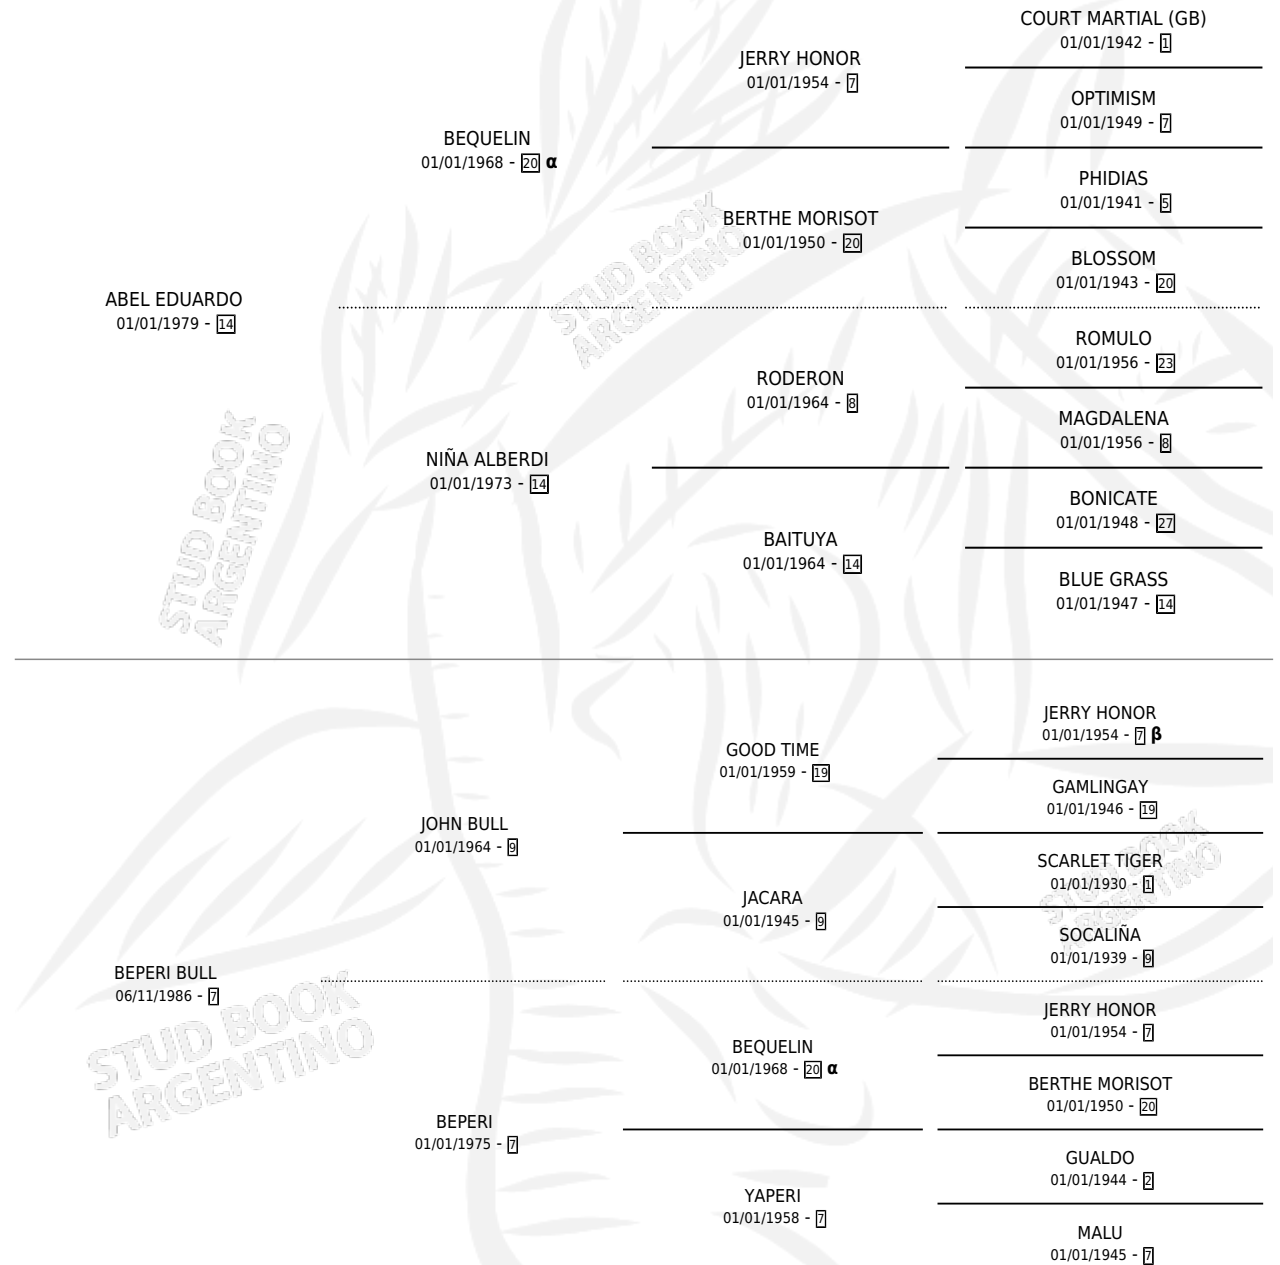 COURT MARTIAL (GB)
01/01/1942 - 1
JERRY HONOR
01/01/1954 - 7
OPTIMISM
01/01/1949 - 7
BEQUELIN
01/01/1968 - 20 α
PHIDIAS
01/01/1941 - 5
BERTHE MORISOT
01/01/1950 - 20
BLOSSOM
01/01/1943 - 20
ABEL EDUARDO
01/01/1979 - 14
ROMULO
01/01/1956 - 23
RODERON
01/01/1964 - 8
MAGDALENA
01/01/1956 - 8
NIÑA ALBERDI
01/01/1973 - 14
BONICATE
01/01/1948 - 27
BAITUYA
01/01/1964 - 14
BLUE GRASS
01/01/1947 - 14
JERRY HONOR
01/01/1954 - 7 β
GOOD TIME
01/01/1959 - 19
GAMLINGAY
01/01/1946 - 19
JOHN BULL
01/01/1964 - 9
SCARLET TIGER
01/01/1930 - 1
JACARA
01/01/1945 - 9
SOCALIÑA
01/01/1939 - 9
BEPERI BULL
06/11/1986 - 7
JERRY HONOR
01/01/1954 - 7
BEQUELIN
01/01/1968 - 20 α
BERTHE MORISOT
01/01/1950 - 20
BEPERI
01/01/1975 - 7
GUALDO
01/01/1944 - 2
YAPERI
01/01/1958 - 7
MALU
01/01/1945 - 7
STUD BOOK
ARGENTINO
STUD BOOK
ARGENTINO
STUD BOOK
ARGENTINO
STUD BOOK
ARGENTINO